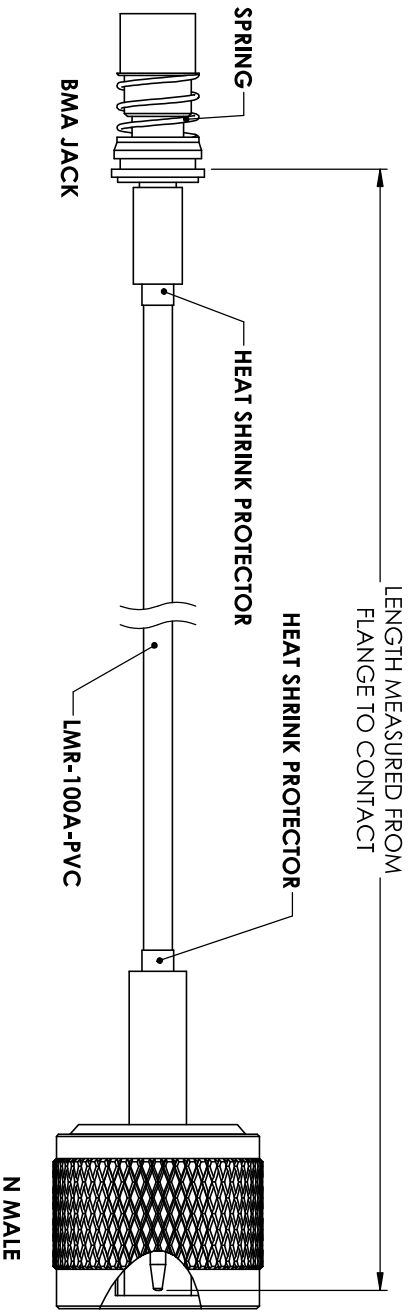 LENGTH MEASURED FROM
FLANGE TO CONTACT
SPRING
HEAT SHRINK PROTECTOR
HEAT SHRINK PROTECTOR
BMA JACK
LMR-100A-PVC
N MALE